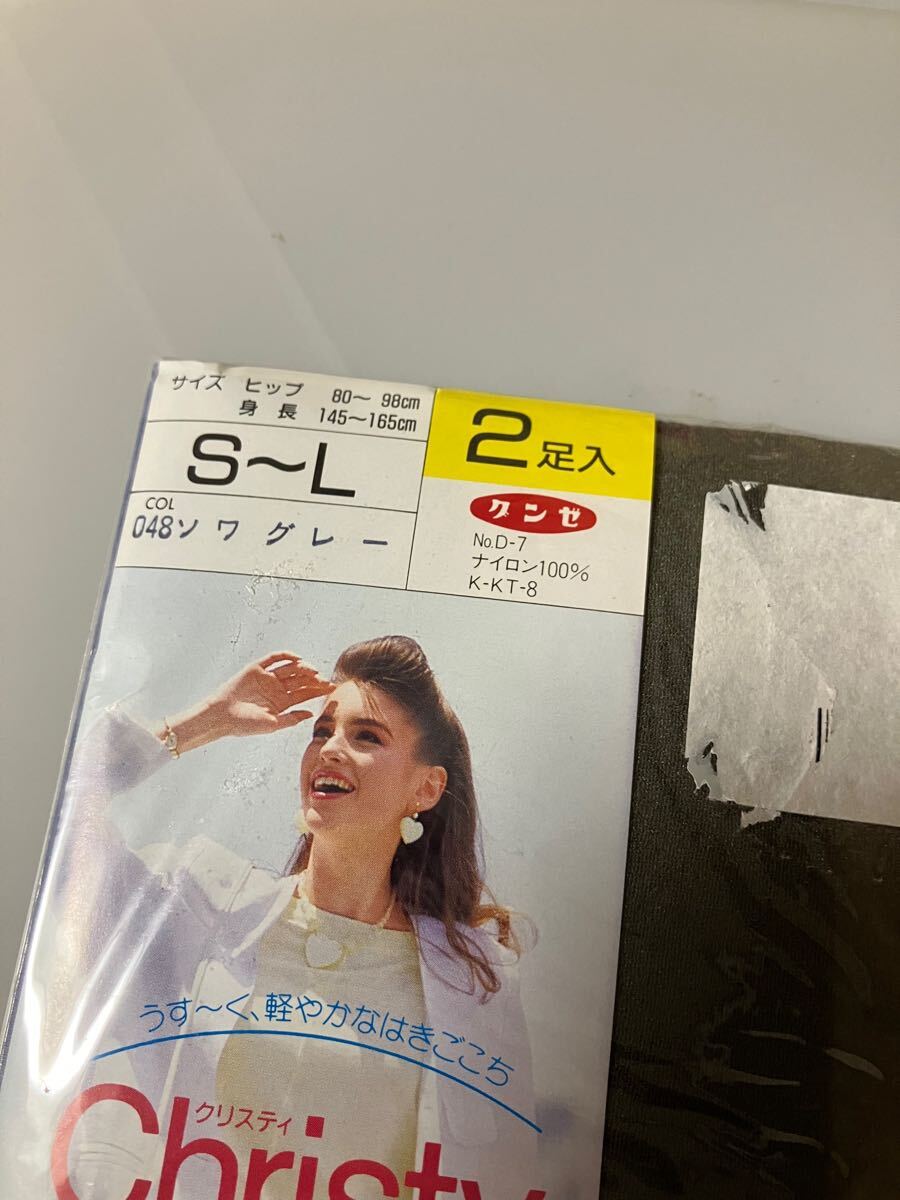 サイズ ヒップ 80～98cm
身長 145～165cm
S～L
COL
048ソワグレー
2足入
グンゼ
No.D-7
ナイロン100%
K-KT-8
うす～く、軽やかなはきごこち
クリスティ
Christy